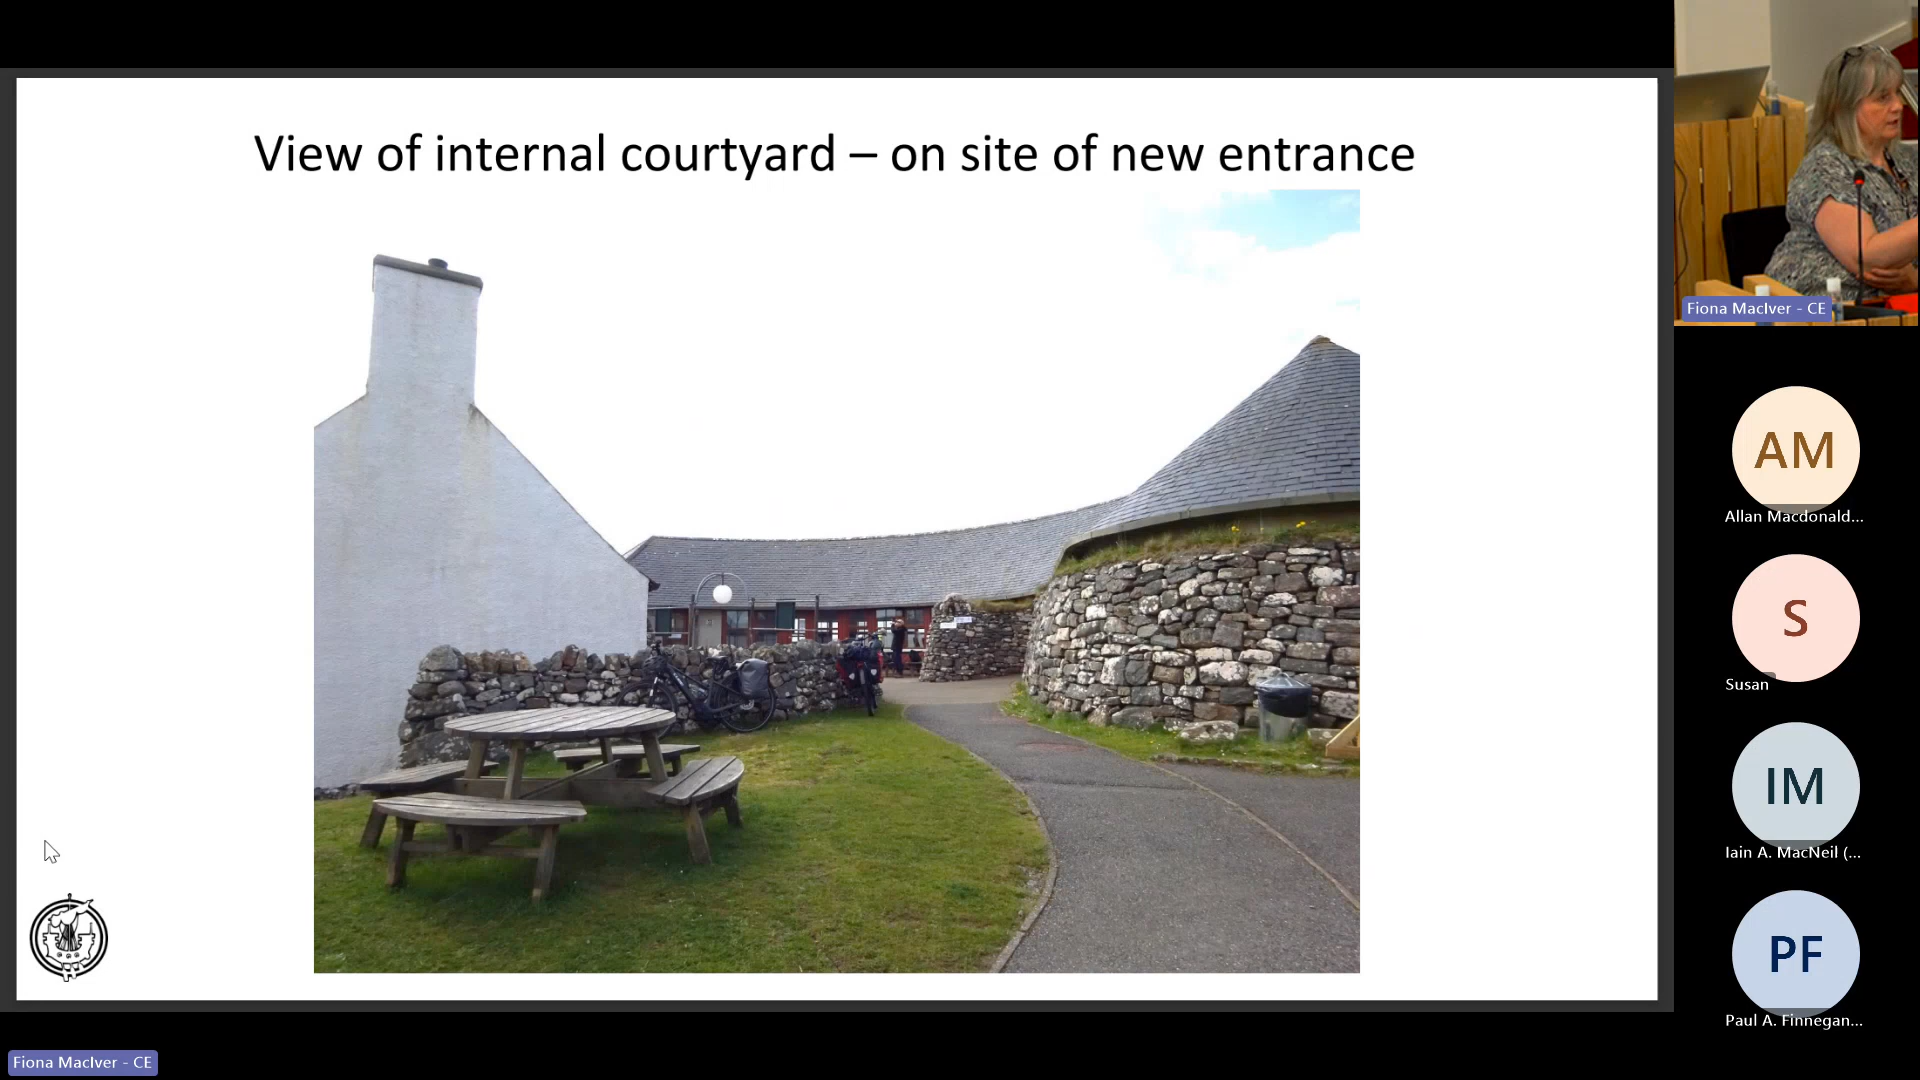 View of internal courtyard – on site of new entrance
Fiona MacIver - CE
AM
Allan Macdonald...
S
Susan
IM
Iain A. MacNeil (...
PF
Paul A. Finnegan...
Fiona MacIver - CE